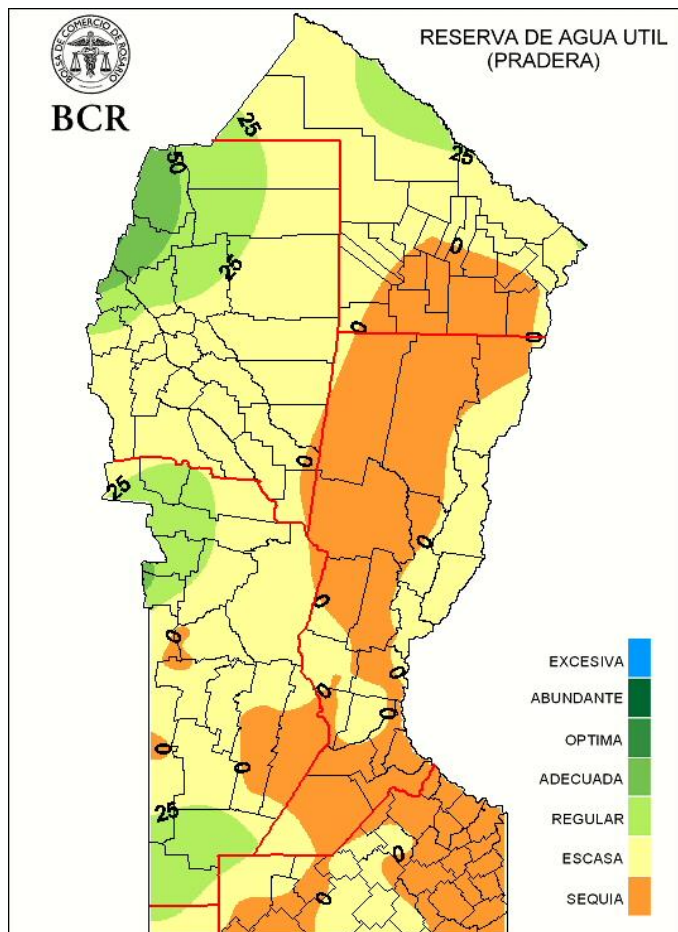 BOLSA DE COMERCIO DE ROSARIO
BCR
RESERVA DE AGUA UTIL
(PRADERA)
25
50
25
25
0
0
0
0
25
0
0
0
0
0
0
0
0
25
0
0
EXCESIVA
ABUNDANTE
OPTIMA
ADECUADA
REGULAR
ESCASA
SEQUIA